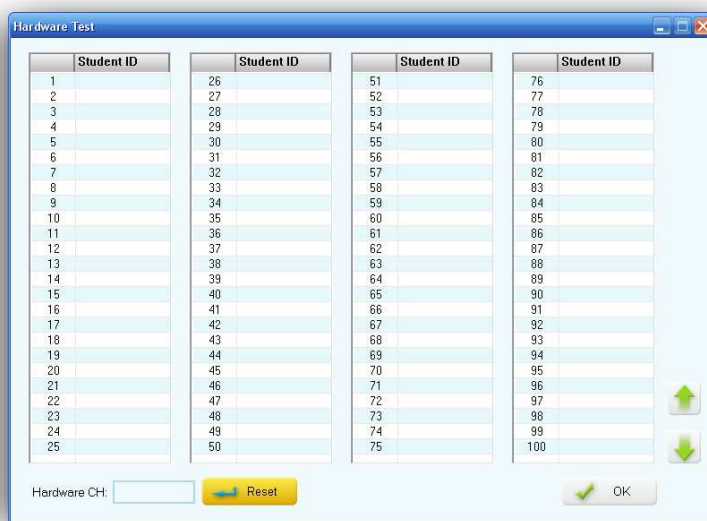 Hardware Test
Student ID Student ID Student ID Student ID
1 26 51 76
2 27 52 77
3 28 53 78
4 29 54 79
5 30 55 80
6 31 56 81
7 32 57 82
8 33 58 83
9 34 59 84
10 35 60 85
11 36 61 86
12 37 62 87
13 38 63 88
14 39 64 89
15 40 65 90
16 41 66 91
17 42 67 92
18 43 68 93
19 44 69 94
20 45 70 95
21 46 71 96
22 47 72 97
23 48 73 98
24 49 74 99
25 50 75 100
Hardware CH: Reset OK